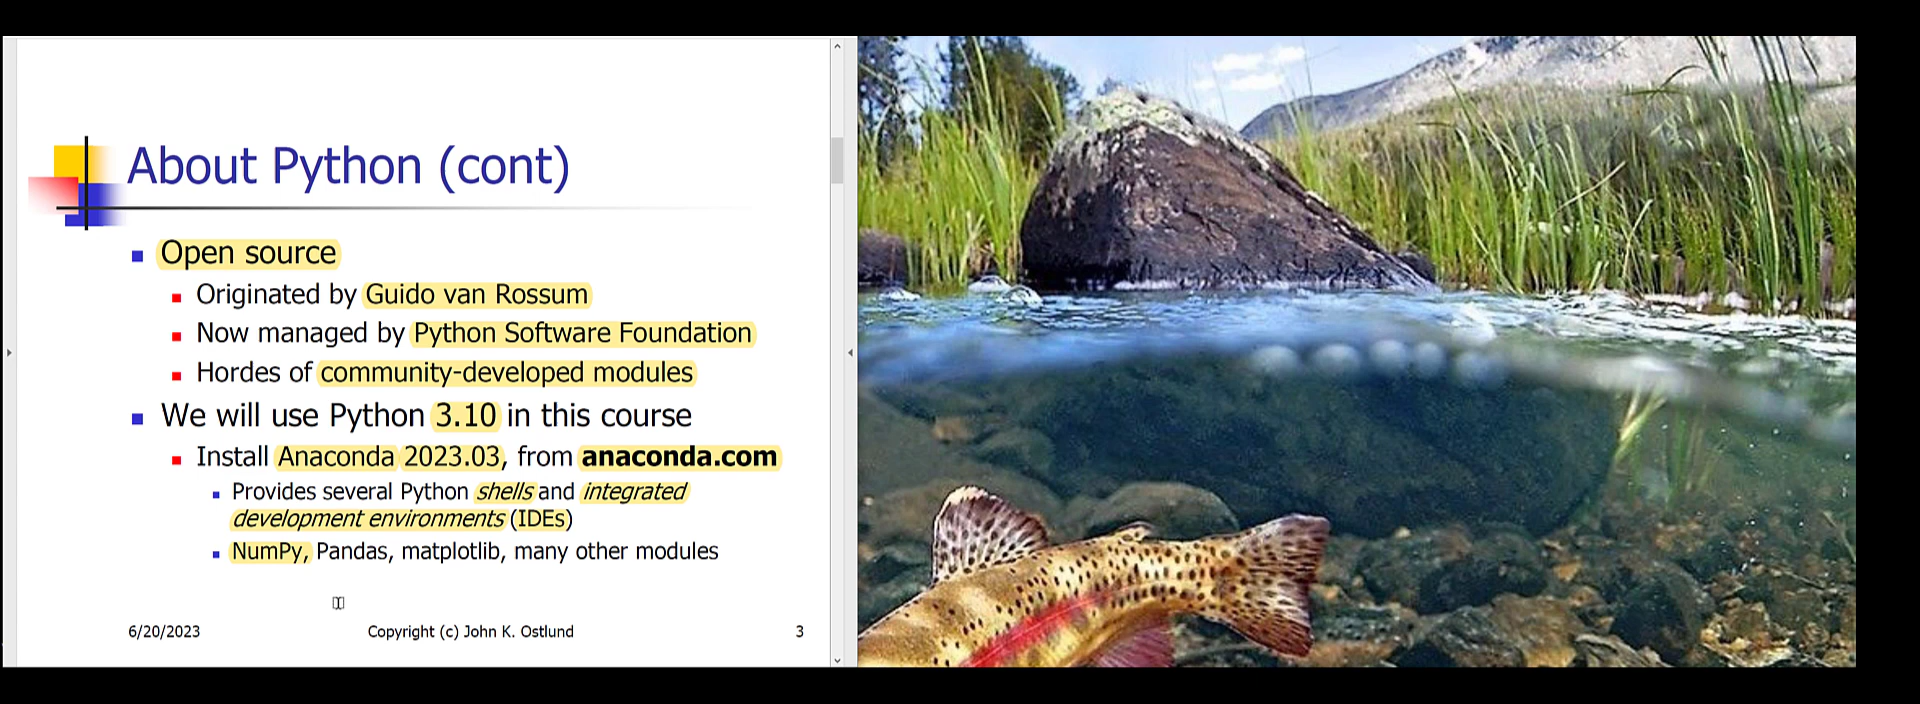 About Python (cont)
Open source
Originated by Guido van Rossum
Now managed by Python Software Foundation
Hordes of community-developed modules
We will use Python 3.10 in this course
Install Anaconda 2023.03, from anaconda.com
Provides several Python shells and integrated
development environments (IDEs)
NumPy, Pandas, matplotlib, many other modules
6/20/2023 Copyright (c) John K. Ostlund 3